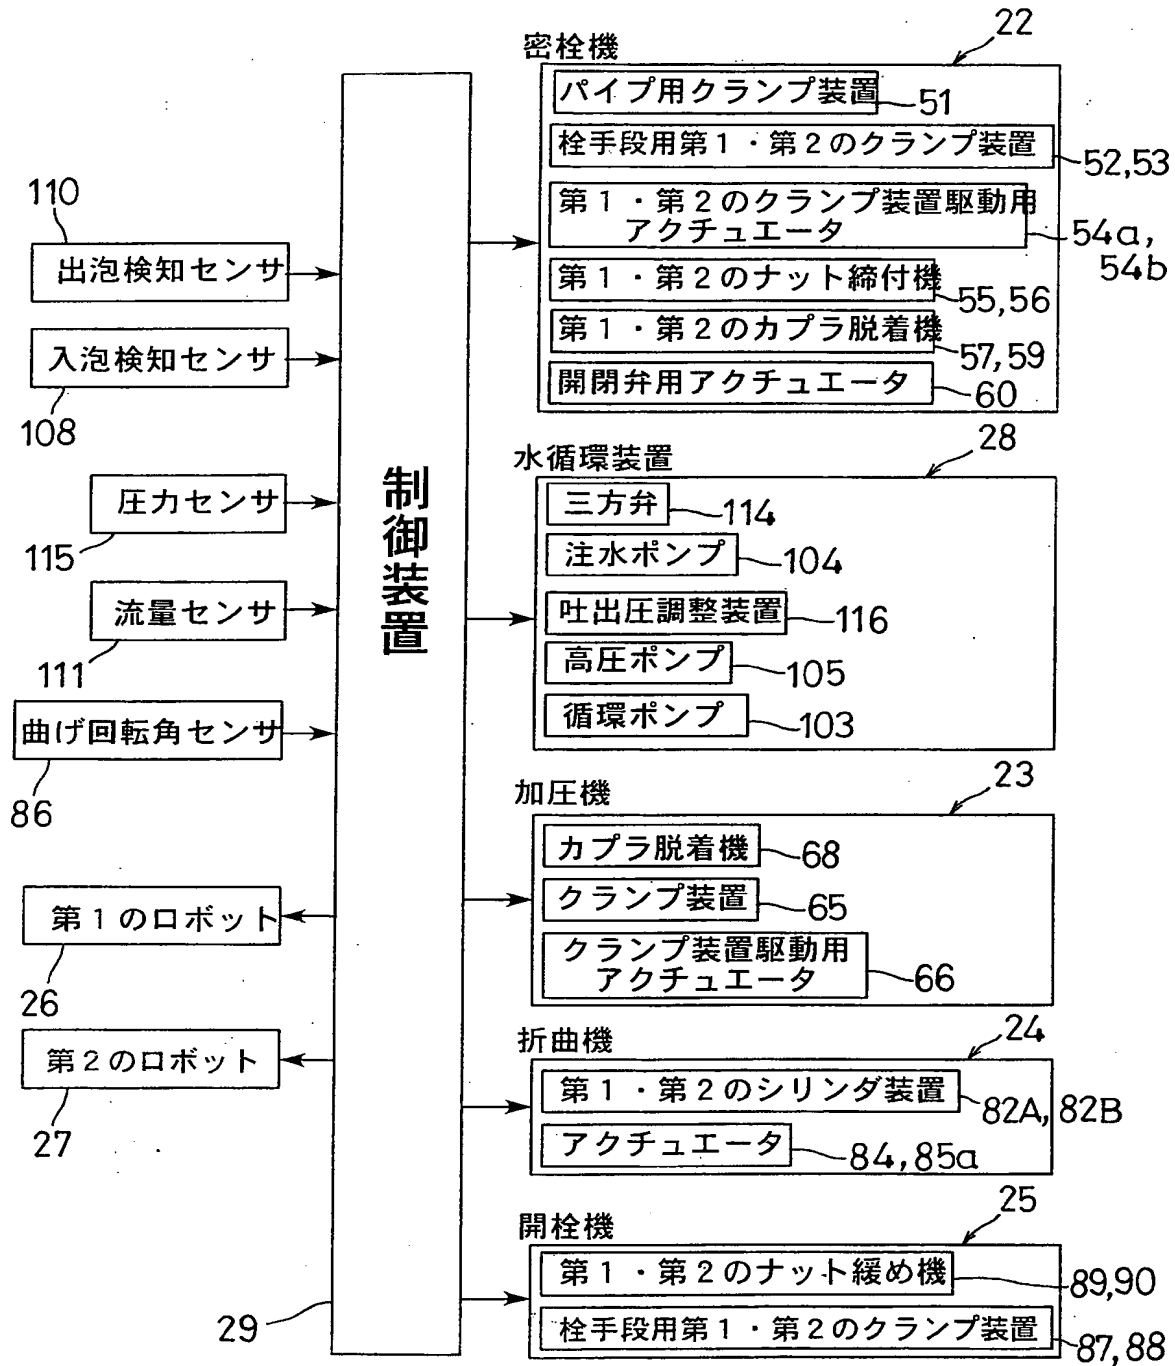 密栓機
22
パイプ用クランプ装置
51
栓手段用第1・第2のクランプ装置
52,53
第1・第2のクランプ装置駆動用
アクチュエータ
54a,
54b
第1・第2のナット締付機
55,56
第1・第2のカプラ脱着機
57,59
開閉弁用アクチュエータ
60
110
出泡検知センサ
入泡検知センサ
108
圧力センサ
115
流量センサ
111
曲げ回転角センサ
86
第1のロボット
26
第2のロボット
27
制御装置
29
水循環装置
28
三方弁
114
注水ポンプ
104
吐出圧調整装置
116
高圧ポンプ
105
循環ポンプ
103
加圧機
23
カプラ脱着機
68
クランプ装置
65
クランプ装置駆動用
アクチュエータ
66
折曲機
24
第1・第2のシリンダ装置
82A,82B
アクチュエータ
84,85a
開栓機
25
第1・第2のナット緩め機
89,90
栓手段用第1・第2のクランプ装置
87,88